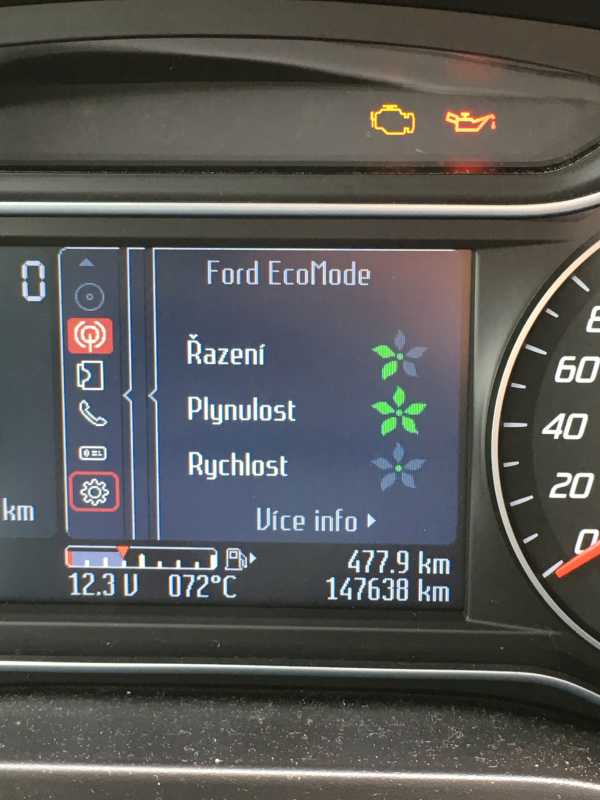 0
Ford EcoMode
Řazení
Plynulost
Rychlost
Více info
km
477.9 km
12.3 V 072°C 147638 km
60
40
20
0